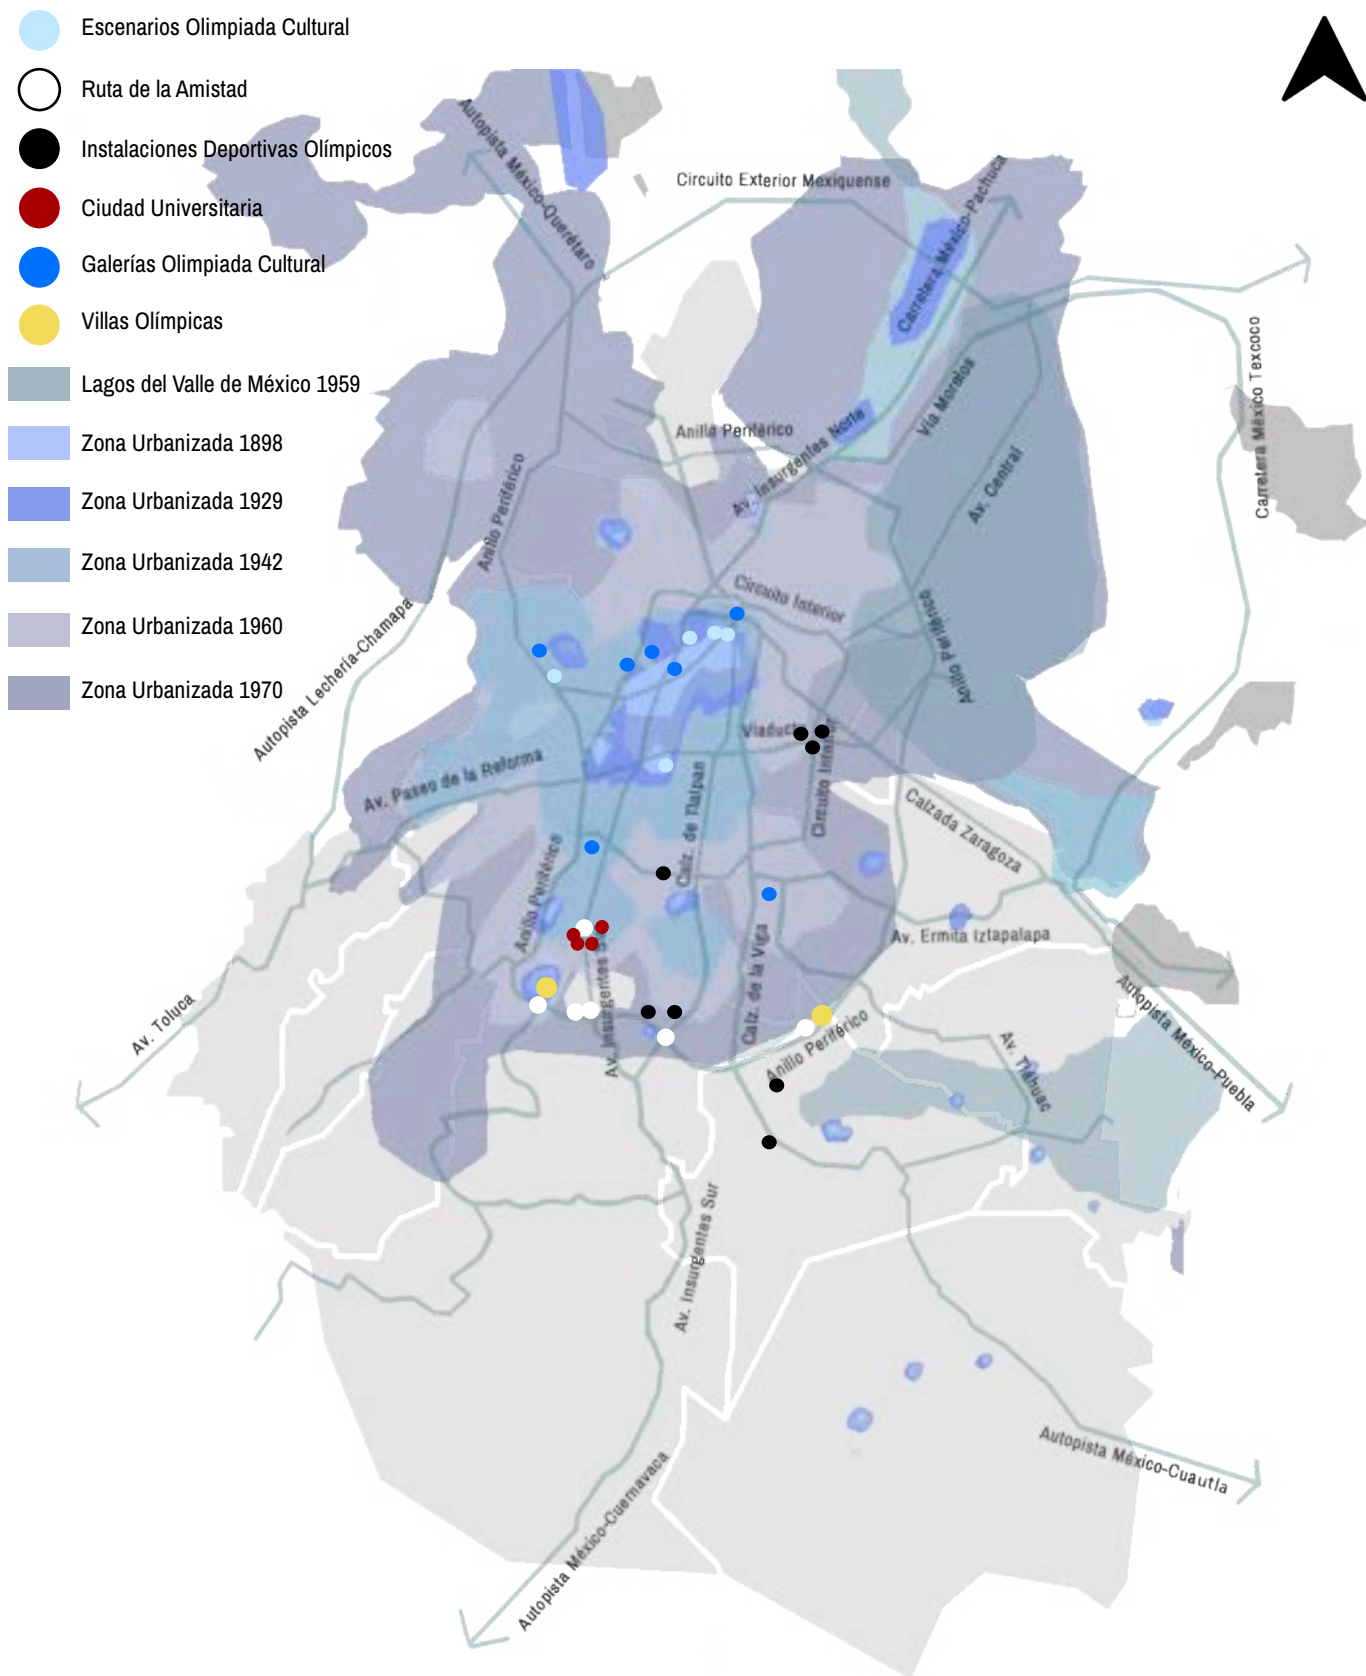 Escenarios Olimpiada Cultural
Ruta de la Amistad
Instalaciones Deportivas Olímpicos
Ciudad Universitaria
Galerías Olimpiada Cultural
Villas Olímpicas
Lagos del Valle de México 1959
Zona Urbanizada 1898
Zona Urbanizada 1929
Zona Urbanizada 1942
Zona Urbanizada 1960
Zona Urbanizada 1970
Autopista México-Querétaro
Circuito Exterior Mexiquense
Carretera México-Pachuca
Carretera México Texcoco
Anillo Periférico
Vía Morelos
Av. Insurgentes Norte
Av. Central
Anillo Periférico
Circuito Interior
Anillo Periférico
Autopista Lechería-Chamapa
Viaducto
Circuito Interior
Av. Paseo de la Reforma
Calz. de Tlalpan
Calzada Zaragoza
Anillo Periférico
Av. Ermita Iztapalapa
Calz. de la Viga
Av. Insurgentes S
Av. Toluca
Anillo Periférico
Av. Tláhuac
Autopista México-Puebla
Av. Insurgentes Sur
Autopista México-Cuernavaca
Autopista México-Cuautla